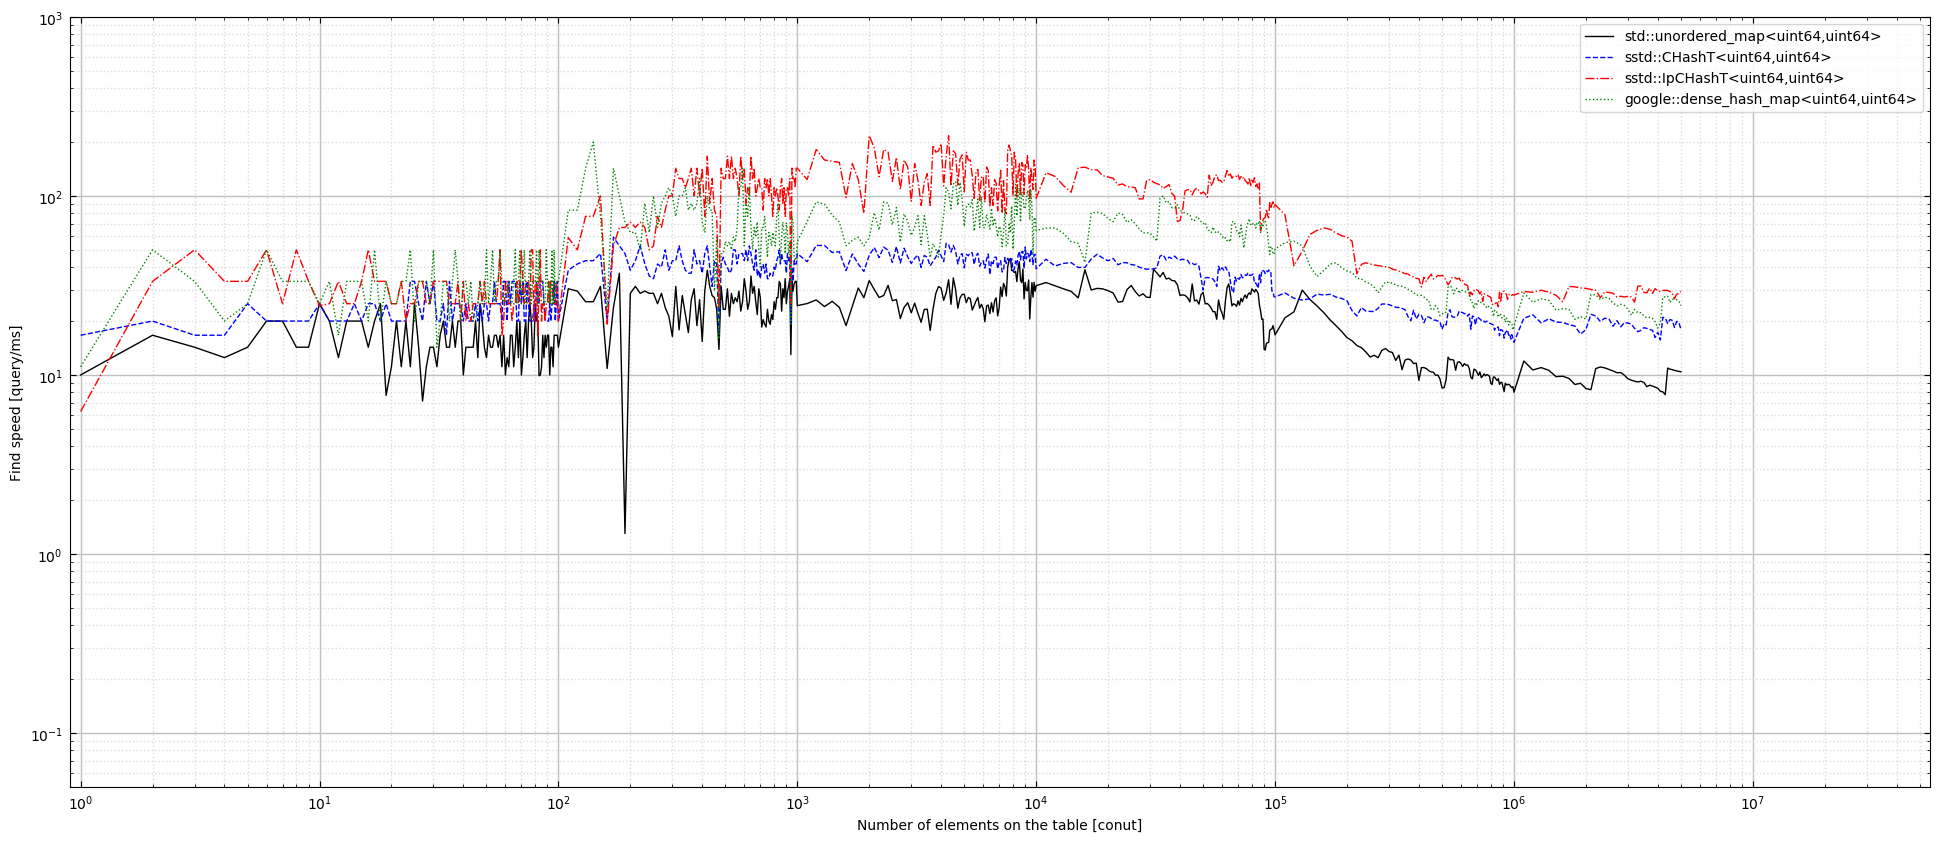 10³
10²
10¹
10⁰
10⁻¹
Find speed [query/ms]
std::unordered_map<uint64,uint64>
sstd::CHashT<uint64,uint64>
sstd::IpCHashT<uint64,uint64>
google::dense_hash_map<uint64,uint64>
10⁰ 10¹ 10² 10³ 10⁴ 10⁵ 10⁶ 10⁷
Number of elements on the table [conut]